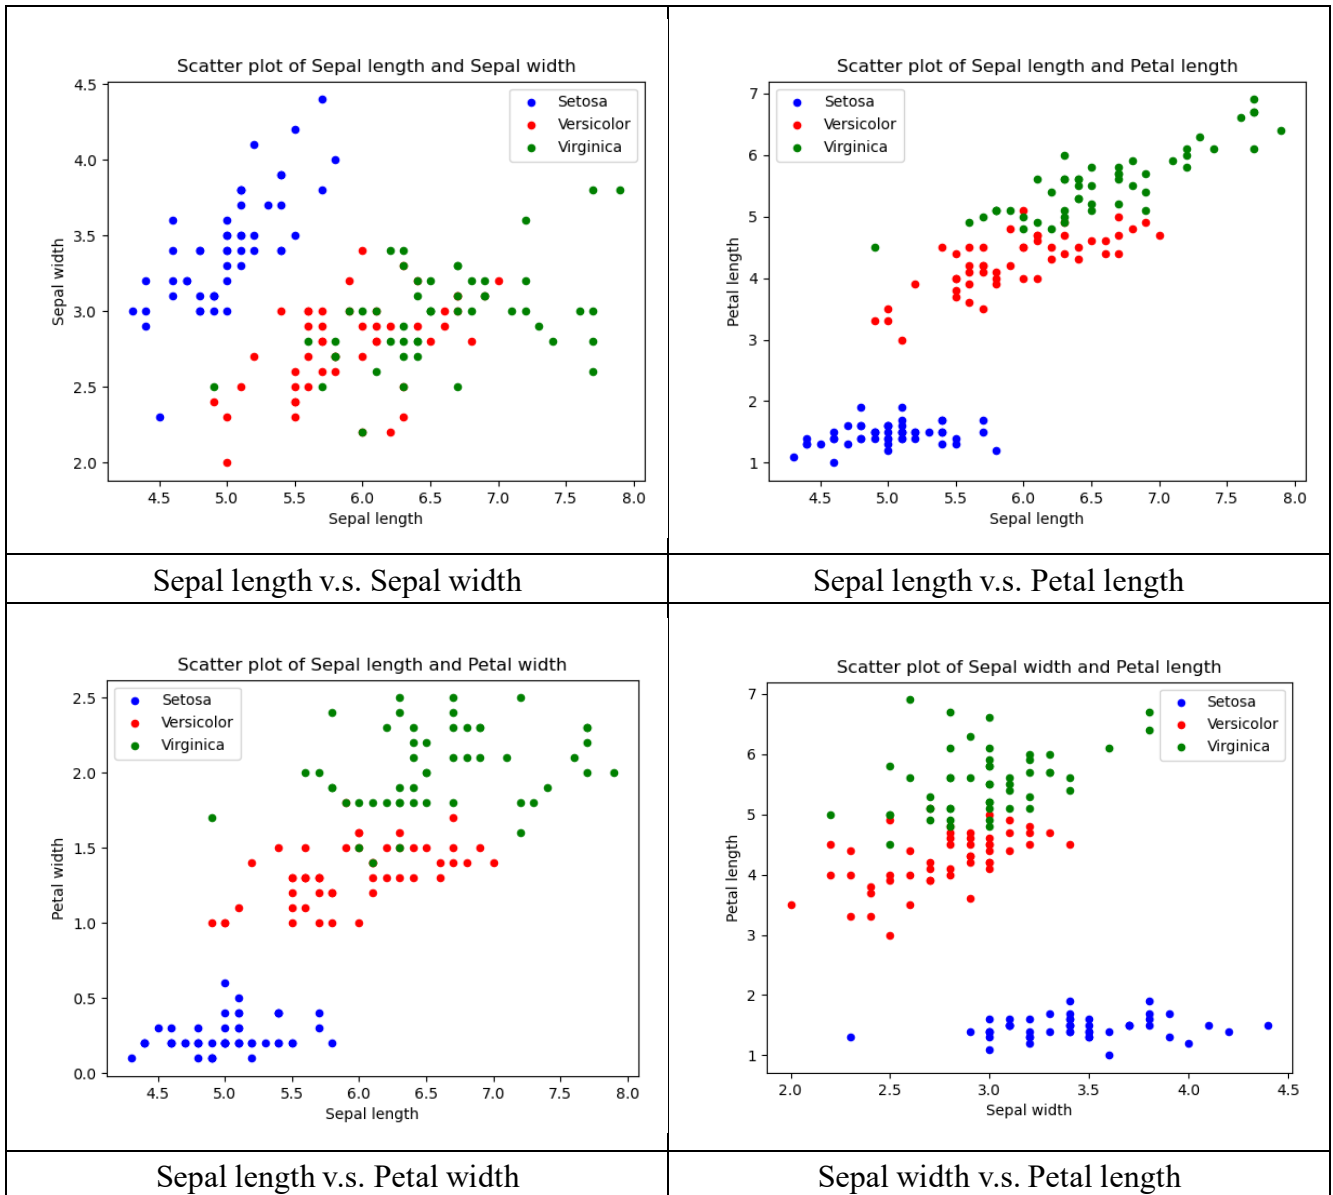 Scatter plot of Sepal length and Sepal width
4.5
4.0
3.5
3.0
2.5
2.0
Sepal width
Setosa
Versicolor
Virginica
4.5 5.0 5.5 6.0 6.5 7.0 7.5 8.0
Sepal length
Scatter plot of Sepal length and Petal length
7
6
5
4
3
2
1
Petal length
Setosa
Versicolor
Virginica
4.5 5.0 5.5 6.0 6.5 7.0 7.5 8.0
Sepal length
Sepal length v.s. Sepal width
Sepal length v.s. Petal length
Scatter plot of Sepal length and Petal width
2.5
2.0
1.5
1.0
0.5
0.0
Petal width
Setosa
Versicolor
Virginica
4.5 5.0 5.5 6.0 6.5 7.0 7.5 8.0
Sepal length
Scatter plot of Sepal width and Petal length
7
6
5
4
3
2
1
Petal length
Setosa
Versicolor
Virginica
2.0 2.5 3.0 3.5 4.0 4.5
Sepal width
Sepal length v.s. Petal width
Sepal width v.s. Petal length